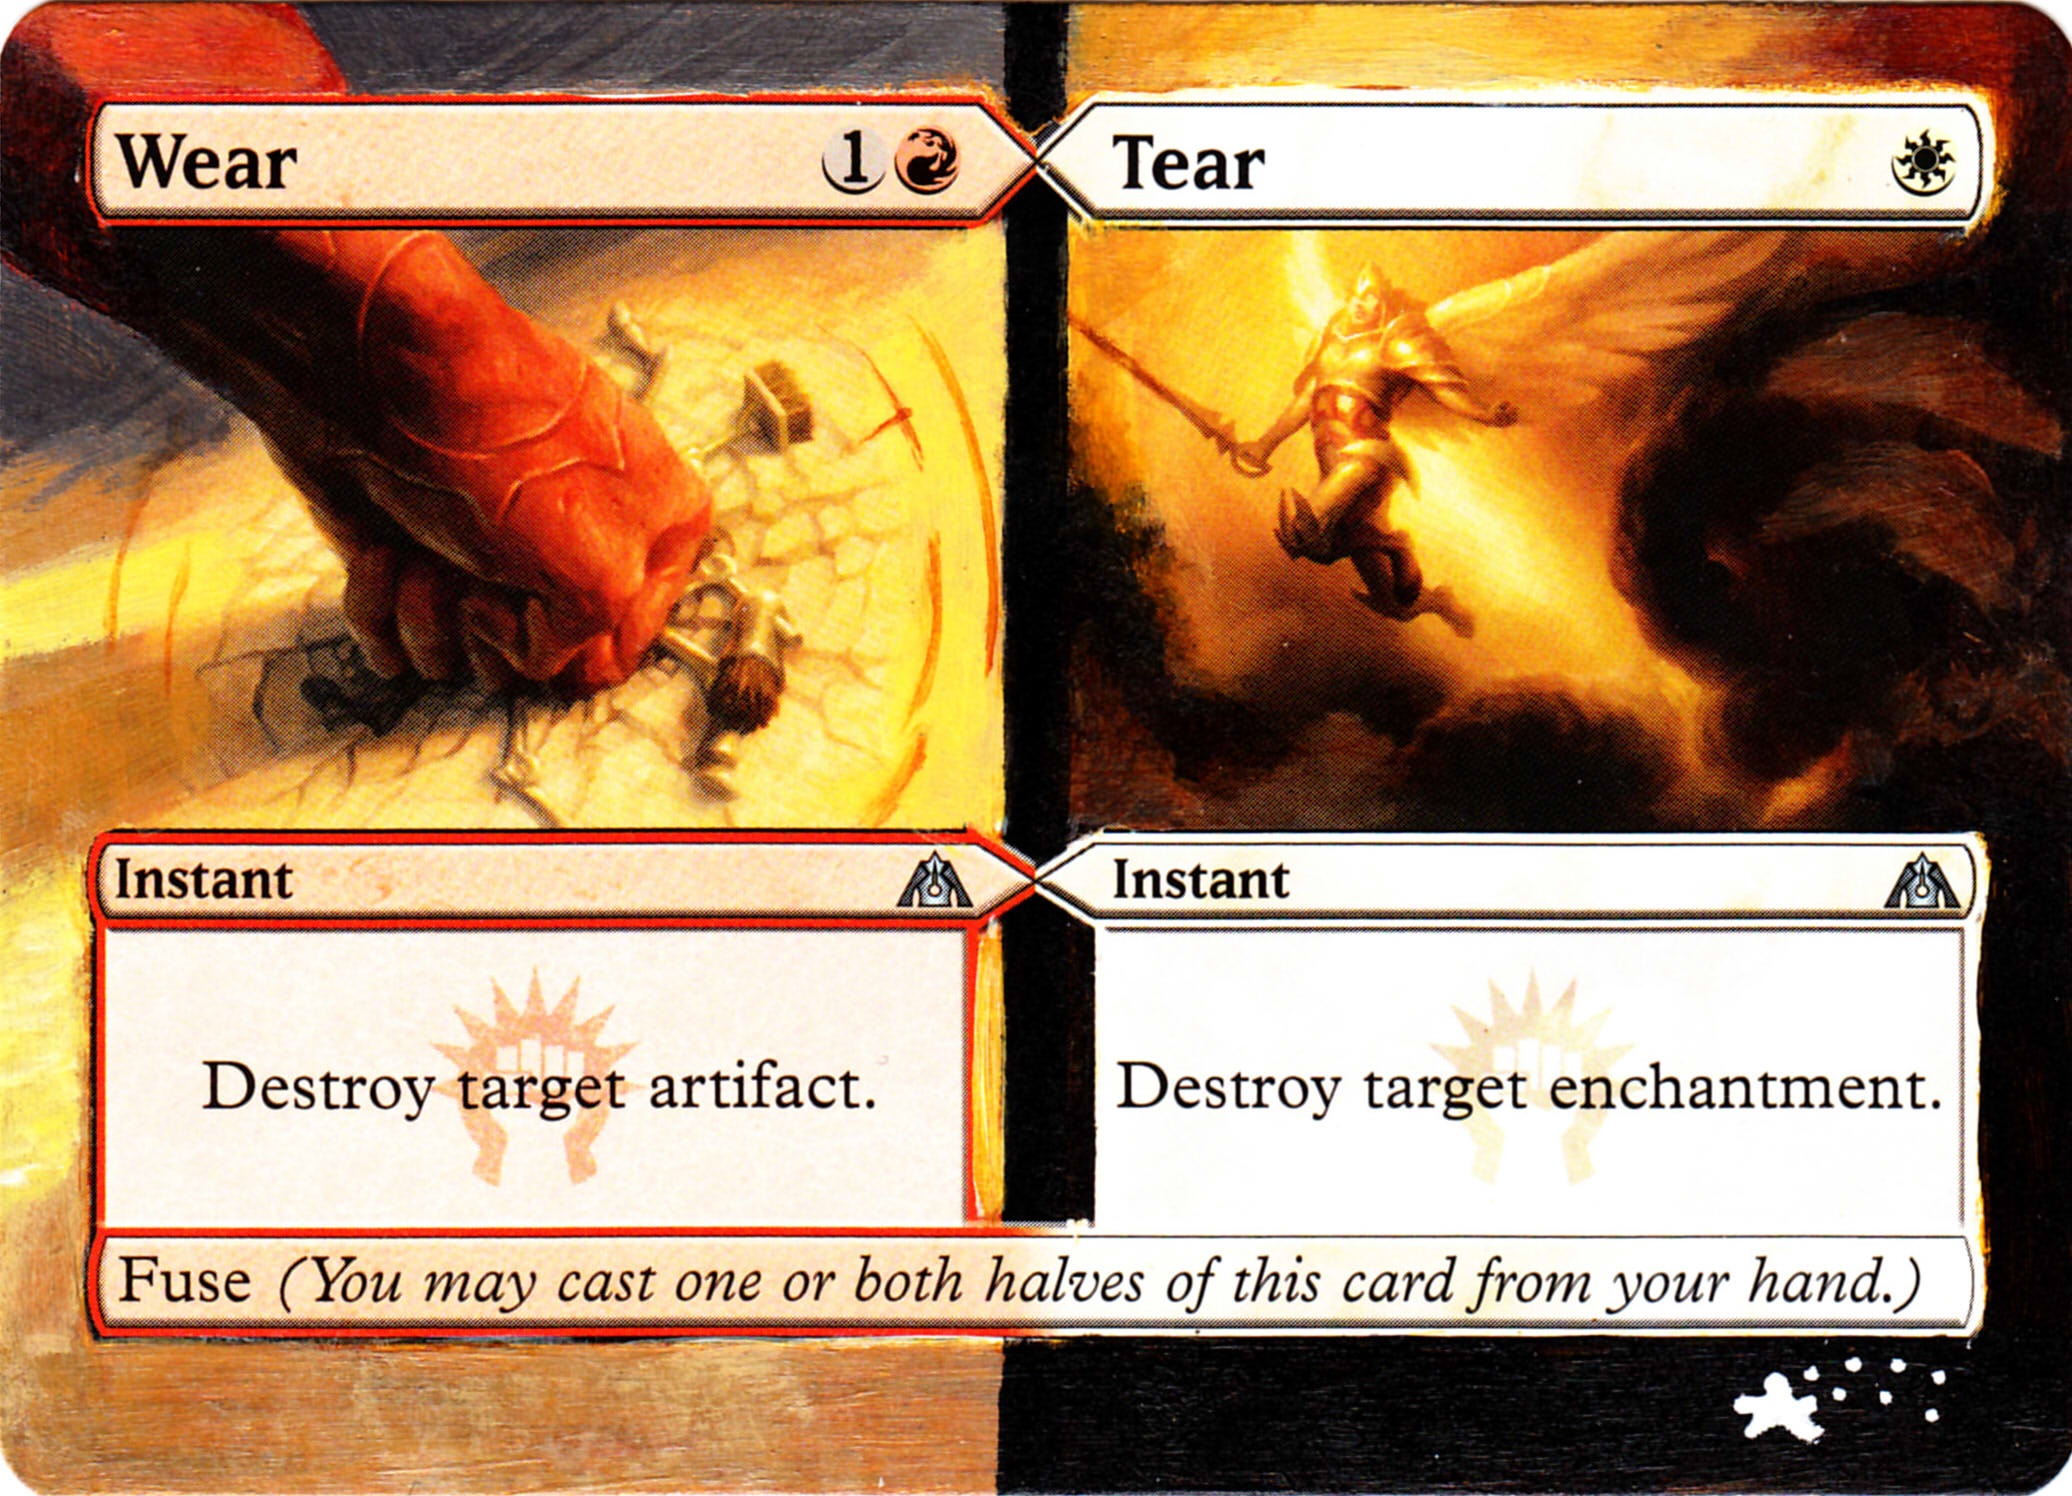 Wear 1
Tear
Instant
Instant
Destroy target artifact.
Destroy target enchantment.
Fuse (You may cast one or both halves of this card from your hand.)